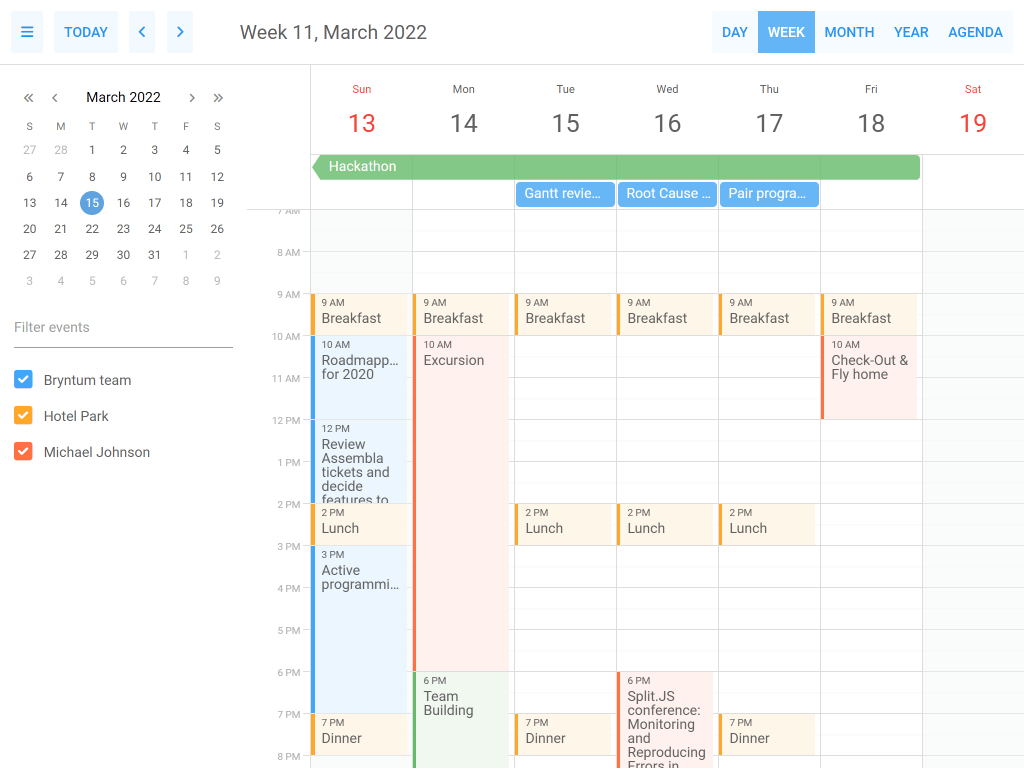 TODAY
Week 11, March 2022
DAY WEEK MONTH YEAR AGENDA
March 2022
S M T W T F S
27 28 1 2 3 4 5
6 7 8 9 10 11 12
13 14 15 16 17 18 19
20 21 22 23 24 25 26
27 28 29 30 31 1 2
3 4 5 6 7 8 9
Filter events
Bryntum team
Hotel Park
Michael Johnson
Sun Mon Tue Wed Thu Fri Sat
13 14 15 16 17 18 19
Hackathon
Gantt revie... Root Cause ... Pair progra...
7 AM
8 AM
9 AM
10 AM
11 AM
12 PM
1 PM
2 PM
3 PM
4 PM
5 PM
6 PM
7 PM
8 PM
9 AM
Breakfast
10 AM
Roadmapp...
for 2020
12 PM
Review
Assembla
tickets and
decide
features to
2 PM
Lunch
3 PM
Active
programmi...
7 PM
Dinner
9 AM
Breakfast
10 AM
Excursion
6 PM
Team
Building
9 AM
Breakfast
2 PM
Lunch
7 PM
Dinner
9 AM
Breakfast
2 PM
Lunch
6 PM
Split.JS
conference:
Monitoring
and
Reproducing
Errors in
9 AM
Breakfast
2 PM
Lunch
7 PM
Dinner
9 AM
Breakfast
10 AM
Check-Out &
Fly home